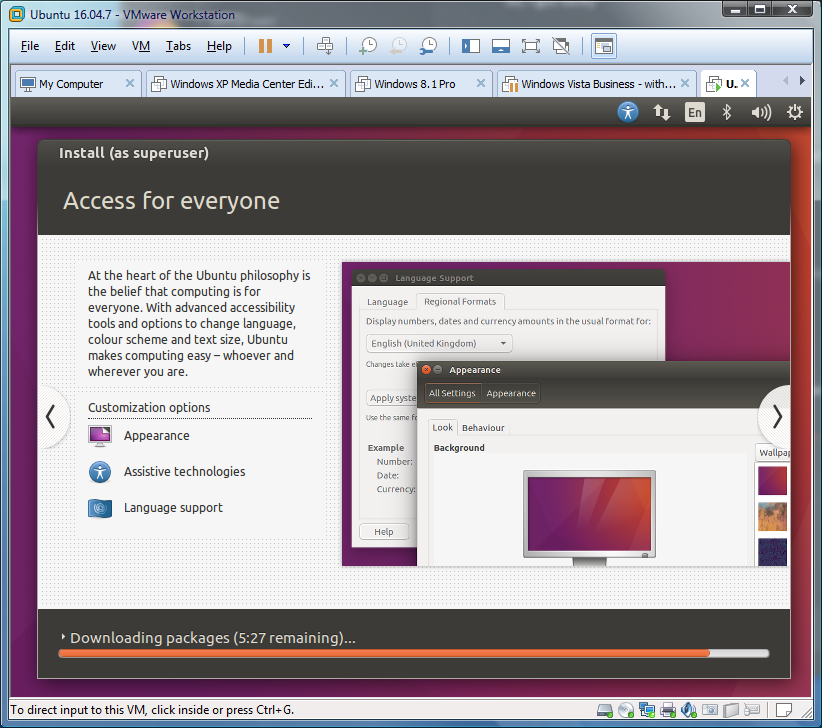 Ubuntu 16.04.7 - VMware Workstation
File Edit View VM Tabs Help
My Computer Windows XP Media Center Edi... Windows 8.1 Pro Windows Vista Business - with... U..
En
Install (as superuser)
Access for everyone
At the heart of the Ubuntu philosophy is
the belief that computing is for
everyone. With advanced accessibility
tools and options to change language,
colour scheme and text size, Ubuntu
makes computing easy – whoever and
wherever you are.
Customization options
Appearance
Assistive technologies
Language support
Language Support
Language Regional Formats
Display numbers, dates and currency amounts in the usual format for:
English (United Kingdom)
Changes take
Apply syste
Use the same fo
Example
Number:
Date:
Currency:
Help
Appearance
All Settings Appearance
Look Behaviour
Background
Wallpap
Downloading packages (5:27 remaining)...
To direct input to this VM, click inside or press Ctrl+G.